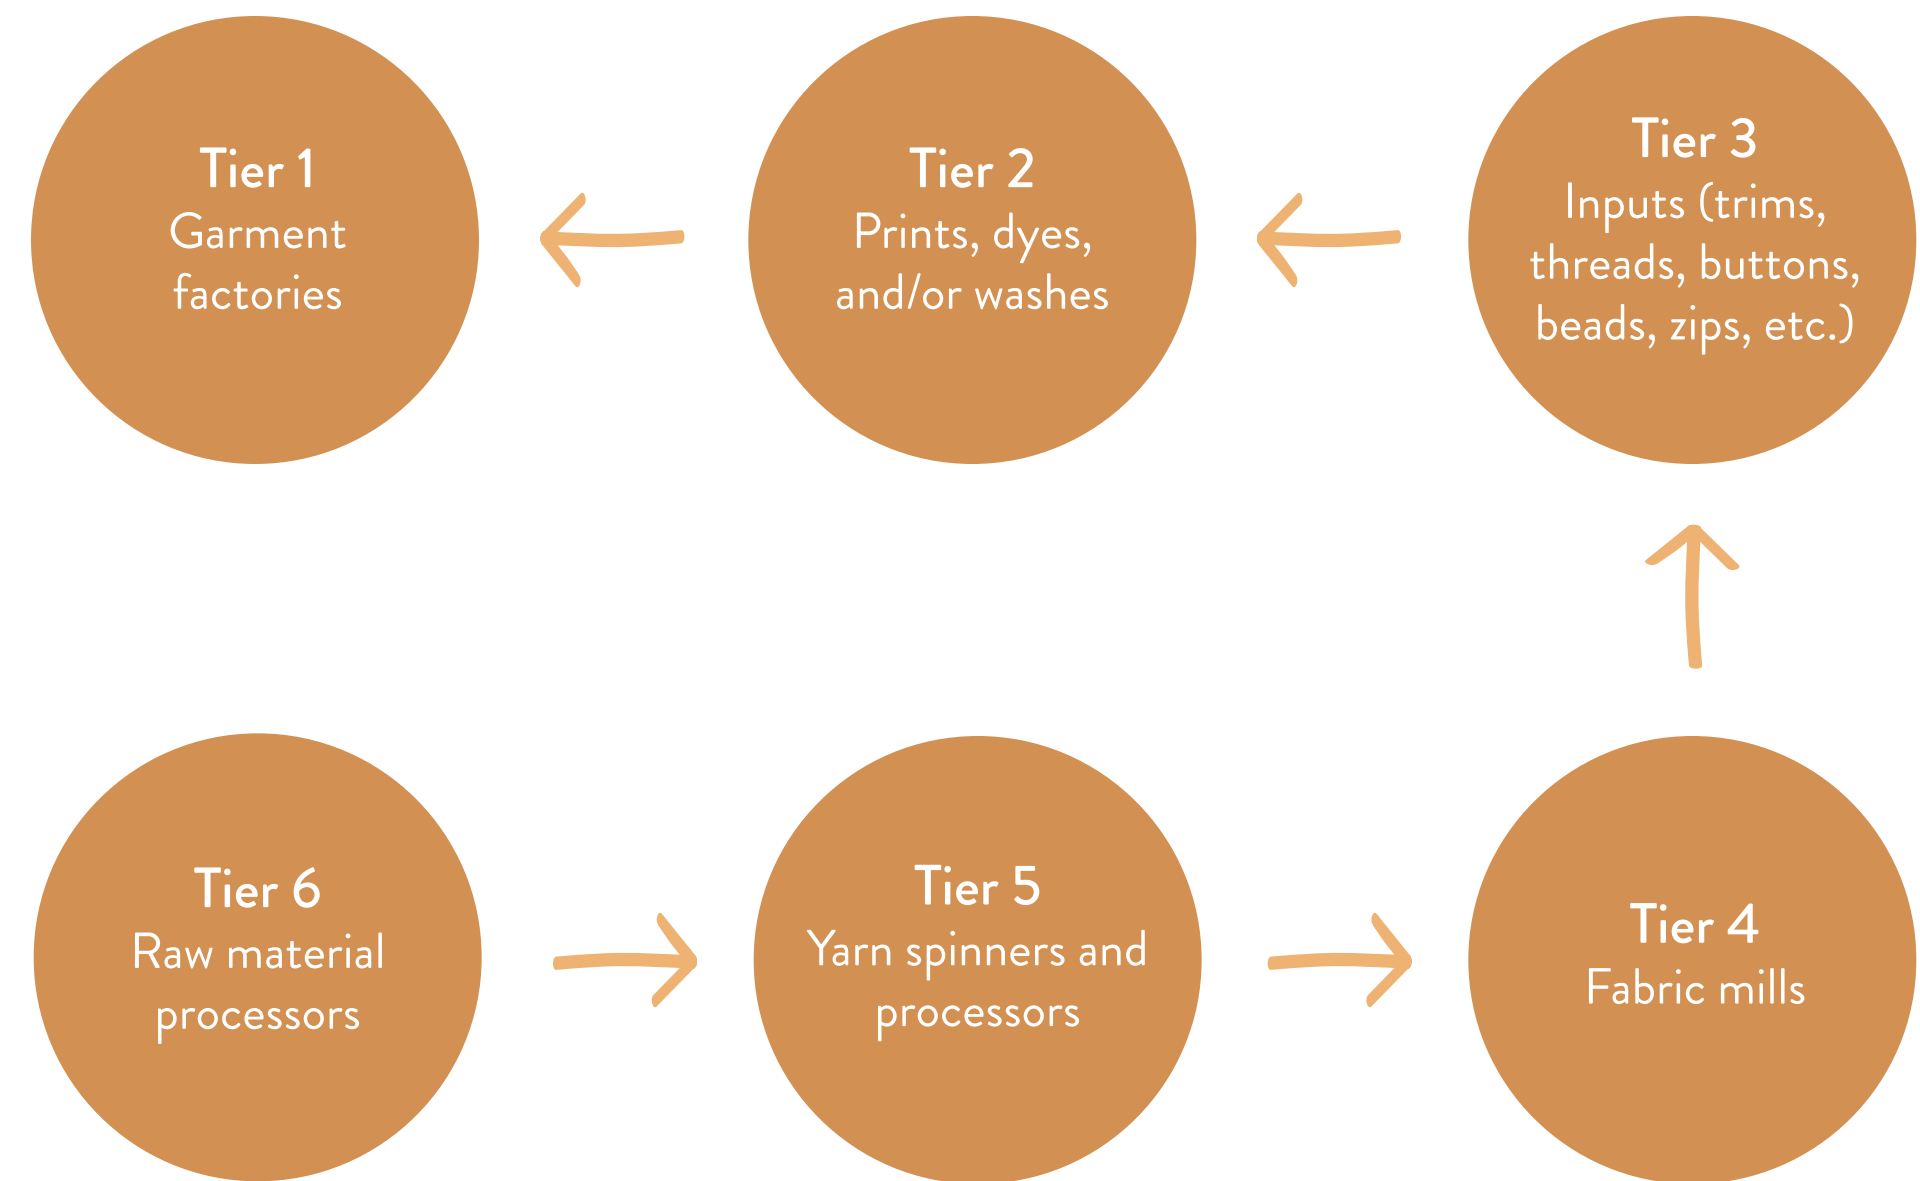 Tier 1
Garment
factories
Tier 2
Prints, dyes,
and/or washes
Tier 3
Inputs (trims,
threads, buttons,
beads, zips, etc.)
Tier 6
Raw material
processors
Tier 5
Yarn spinners and
processors
Tier 4
Fabric mills